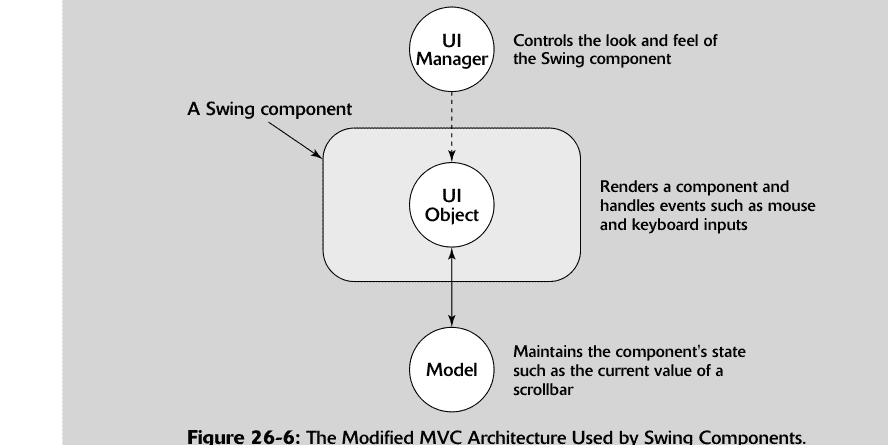 UI
Manager
Controls the look and feel of
the Swing component
A Swing component
UI
Object
Renders a component and
handles events such as mouse
and keyboard inputs
Model
Maintains the component's state
such as the current value of a
scrollbar
Figure 26-6: The Modified MVC Architecture Used by Swing Components.